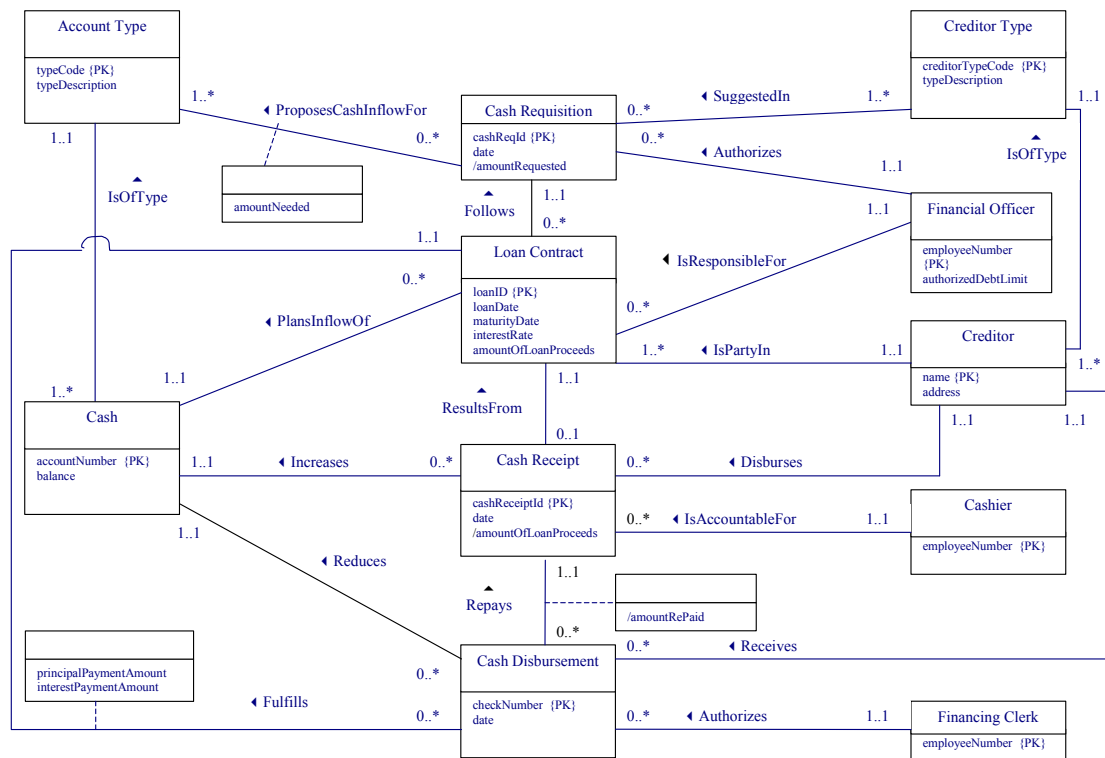 Account Type
typeCode {PK}
typeDescription
Creditor Type
creditorTypeCode {PK}
typeDescription
1..*
◄ ProposesCashInflowFor
0..*
Cash Requisition
cashReqId {PK}
date
/amountRequested
0..*
◄ SuggestedIn
1..*
1..1
1..1
▲
IsOfType
amountNeeded
0..*
◄ Authorizes
1..1
▲
IsOfType
▲
Follows
1..1
0..*
1..1
Financial Officer
employeeNumber
{PK}
authorizedDebtLimit
1..1
Loan Contract
loanID {PK}
loanDate
maturityDate
interestRate
amountOfLoanProceeds
◄ IsResponsibleFor
0..*
0..*
◄ PlansInflowOf
1..1
1..*
◄ IsPartyIn
1..1
Creditor
name {PK}
address
1..*
1..1
1..*
Cash
accountNumber {PK}
balance
1..1
▲
ResultsFrom
0..1
1..1
1..1
◄ Increases
0..*
Cash Receipt
cashReceiptId {PK}
date
/amountOfLoanProceeds
0..*
◄ Disburses
0..*
◄ IsAccountableFor
1..1
Cashier
employeeNumber {PK}
1..1
◄ Reduces
0..*
1..1
▲
Repays
0..*
/amountRePaid
principalPaymentAmount
interestPaymentAmount
◄ Fulfills
0..*
Cash Disbursement
checkNumber {PK}
date
0..*
◄ Receives
0..*
◄ Authorizes
1..1
Financing Clerk
employeeNumber {PK}